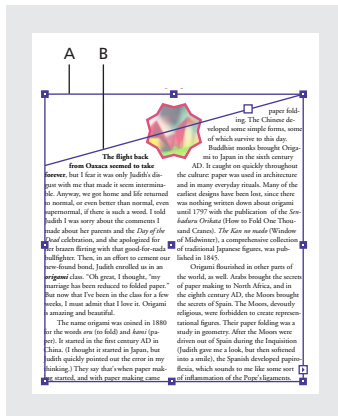 A
B
The flight back
from Oaxaca seemed to take
forever, but I fear it was only Judith's dis-
gust with me that made it seem intermina-
ble. Anyway, we got home and life returned
to normal, or even better than normal, even
supernormal, if there is such a word. I told
Judith I was sorry about the comments I
made about her parents and the Day of the
Dead celebration, and the apologized for
her brazen flirting with that good-for-nada
bullfighter. Then, in an effort to cement our
new-found bond, Judith enrolled us in an
origami class. "Oh great, I thought, "my
marriage has been reduced to folded paper."
But now that I've been in the class for a few
weeks, I must admit that I love it. Origami
is amazing and beautiful.
The name origami was coined in 1880
for the words oru (to fold) and kami (pa-
per). It started in the first century AD in
China. (I thought it started in Japan, but
Judith quickly pointed out the error in my
thinking.) They say that's when paper mak-
ing started, and with paper making came
paper fold-
ing. The Chinese de-
veloped some simple forms, some
of which survive to this day.
Buddhist monks brought Origa-
mi to Japan in the sixth century
AD. It caught on quickly throughout
the culture: paper was used in architecture
and in many everyday rituals. Many of the
earliest designs have been lost, since there
was nothing written down about origami
until 1797 with the publication of the Sen-
baduru Orikata (How to Fold One Thou-
sand Cranes). The Kan no mado (Window
of Midwinter), a comprehensive collection
of traditional Japanese figures, was pub-
lished in 1845.
Origami flourished in other parts of
the world, as well. Arabs brought the secrets
of paper making to North Africa, and in
the eighth century AD, the Moors brought
the secrets of Spain. The Moors, devoutly
religious, were forbidden to create represen-
tational figures. Their paper folding was a
study in geometry. After the Moors were
driven out of Spain during the Inquisition
(Judith gave me a look, but then softened
into a smile), the Spanish developed papiro-
flexia, which sounds to me like some sort
of inflammation of the Pope's ligaments.